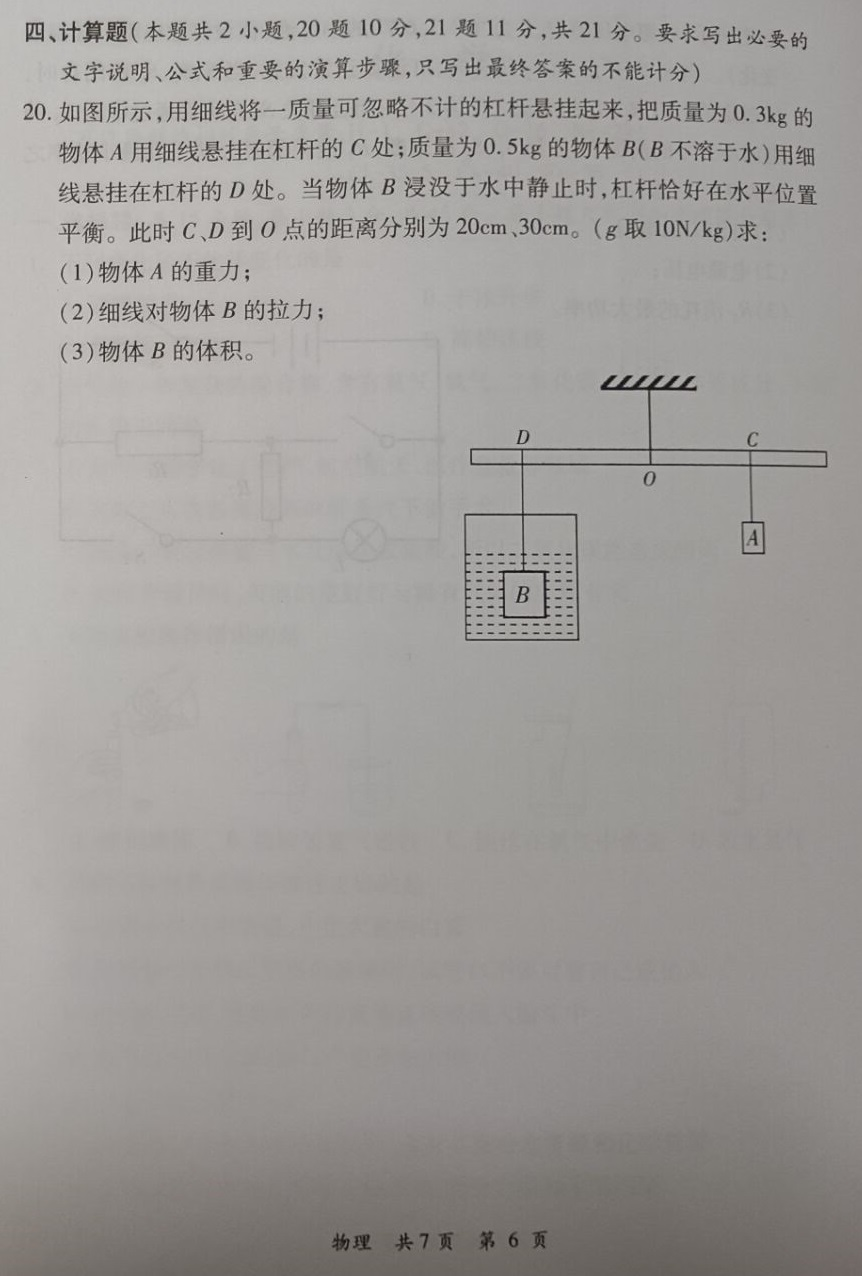 四、计算题(本题共2小题,20题10分,21题11分,共21分。要求写出必要的
文字说明、公式和重要的演算步骤,只写出最终答案的不能计分)
20. 如图所示,用细线将一质量可忽略不计的杠杆悬挂起来,把质量为0.3kg的
物体A用细线悬挂在杠杆的C处;质量为0.5kg的物体B(B不溶于水)用细
线悬挂在杠杆的D处。当物体B浸没于水中静止时,杠杆恰好在水平位置
平衡。此时C、D到O点的距离分别为20cm、30cm。(g取10N/kg)求:
(1)物体A的重力;
(2)细线对物体B的拉力;
(3)物体B的体积。
D
C
O
A
B
物理 共7页 第6页